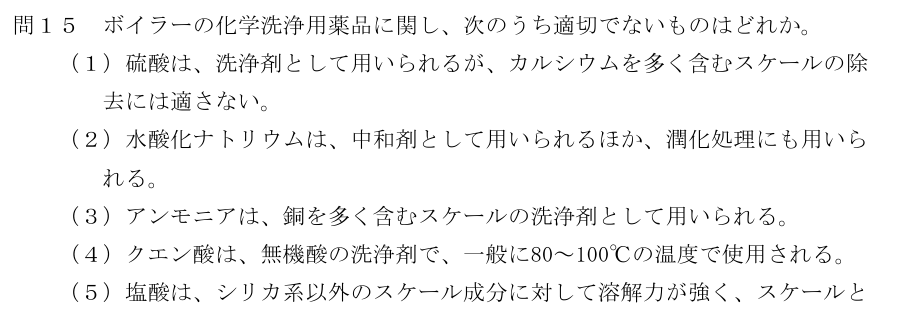 問１５　ボイラーの化学洗浄用薬品に関し、次のうち適切でないものはどれか。
（１）硫酸は、洗浄剤として用いられるが、カルシウムを多く含むスケールの除
去には適さない。
（２）水酸化ナトリウムは、中和剤として用いられるほか、潤化処理にも用いら
れる。
（３）アンモニアは、銅を多く含むスケールの洗浄剤として用いられる。
（４）クエン酸は、無機酸の洗浄剤で、一般に80～100℃の温度で使用される。
（５）塩酸は、シリカ系以外のスケール成分に対して溶解力が強く、スケールと